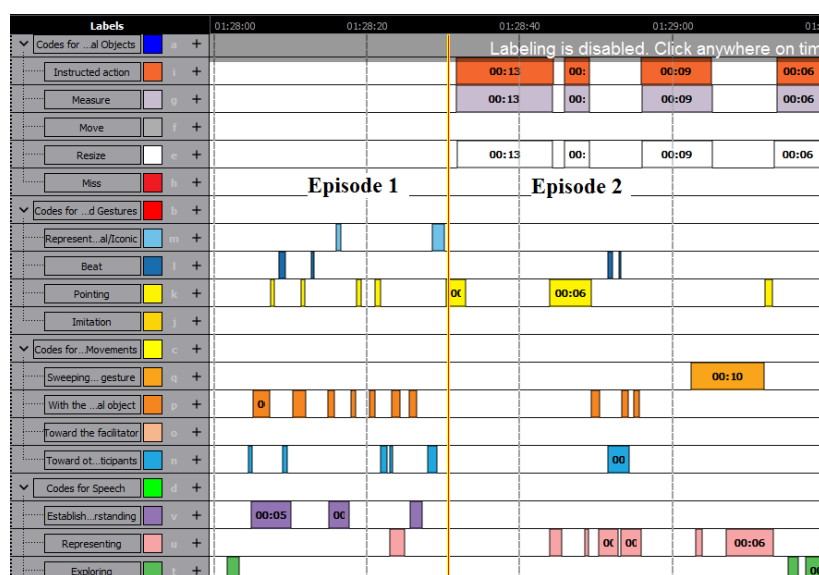 Labels 01:28:00 01:28:20 01:28:40 01:29:00 01:
Codes for ...al Objects a +
Labeling is disabled. Click anywhere on tim
Instructed action i + 00:13 00: 00:09 00:06
Measure g + 00:13 00: 00:09 00:06
Move f +
Resize e + 00:13 00: 00:09 00:06
Miss h +
Episode 1 Episode 2
Codes for ...d Gestures b +
Represent...al/Iconic m +
Beat l +
Pointing k + 00:06
Imitation j +
Codes for...Movements c +
Sweeping... gesture q + 00:10
With the ...al object p + 0
Toward the facilitator o +
Toward ot...ticipants n + 00
Codes for Speech d +
Establish...rstanding v + 00:05 00
Representing u + 00 00 00:06
Exploring t +